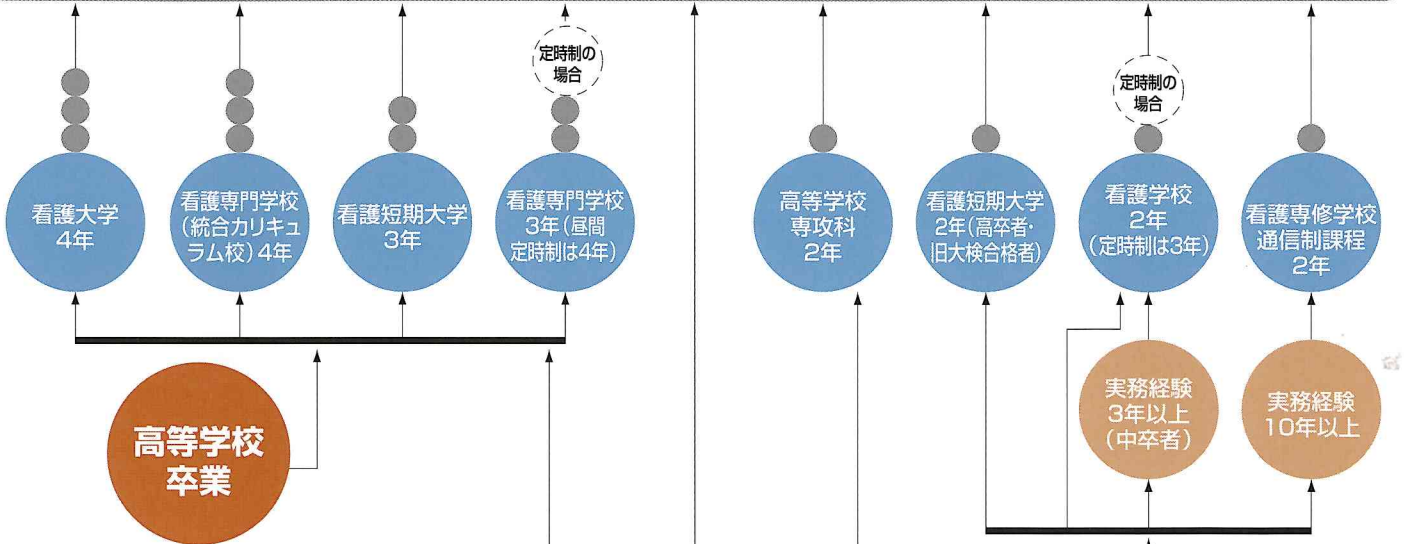 定時制の
場合
定時制の
場合
看護大学
4年
看護専門学校
(統合カリキュ
ラム校)4年
看護短期大学
3年
看護専門学校
3年(昼間
定時制は4年)
高等学校
専攻科
2年
看護短期大学
2年(高卒者・
旧大検合格者)
看護学校
2年
(定時制は3年)
看護専修学校
通信制課程
2年
高等学校
卒業
実務経験
3年以上
(中卒者)
実務経験
10年以上